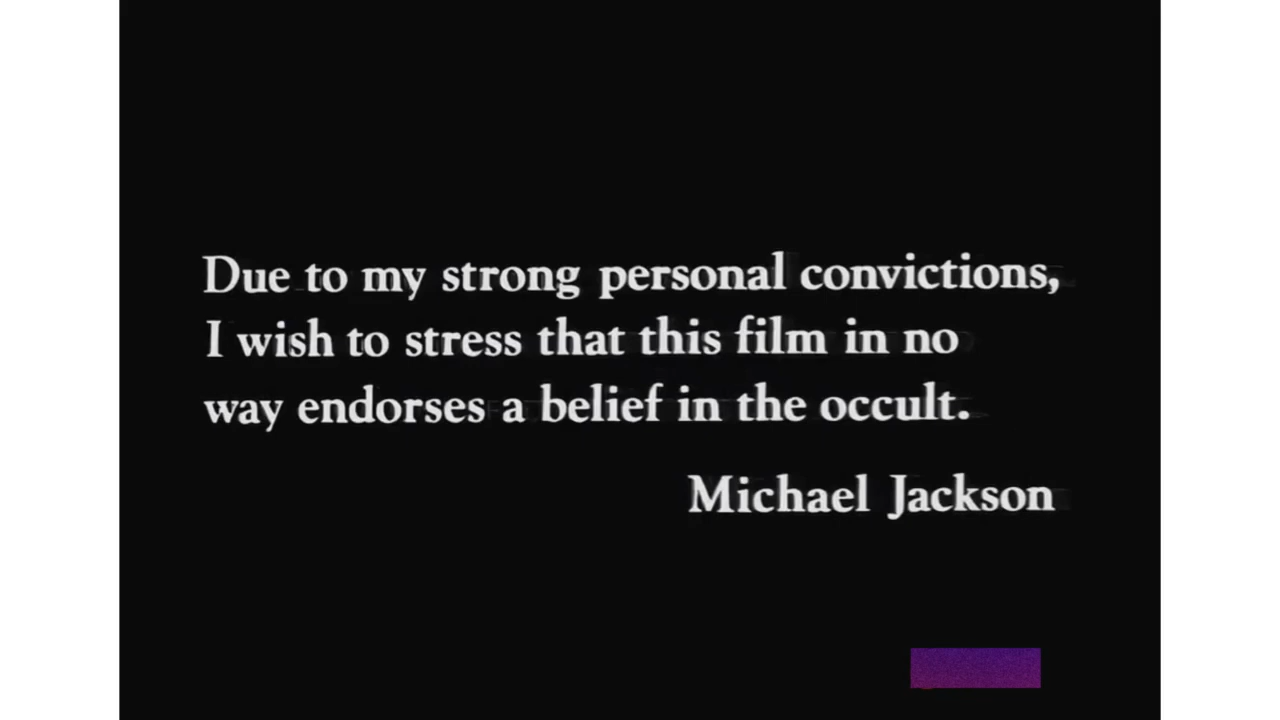 Due to my strong personal convictions,
I wish to stress that this film in no
way endorses a belief in the occult.
Michael Jackson